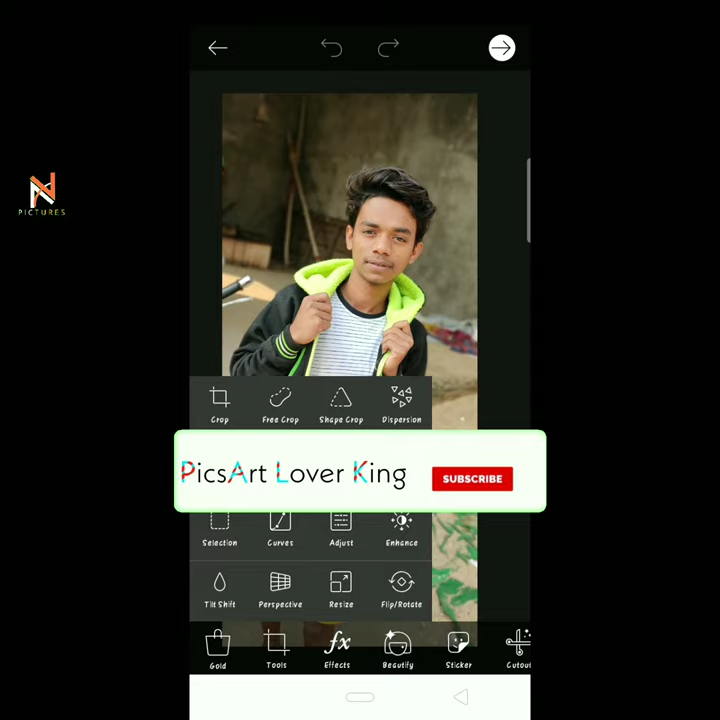 PICTURES
Crop Free Crop Shape Crop Dispersion
PicsArt Lover King SUBSCRIBE
Selection Curves Adjust Enhance
Tilt Shift Perspective Resize Flip/Rotate
Gold Tools fx Effects Beautify Sticker Cutout